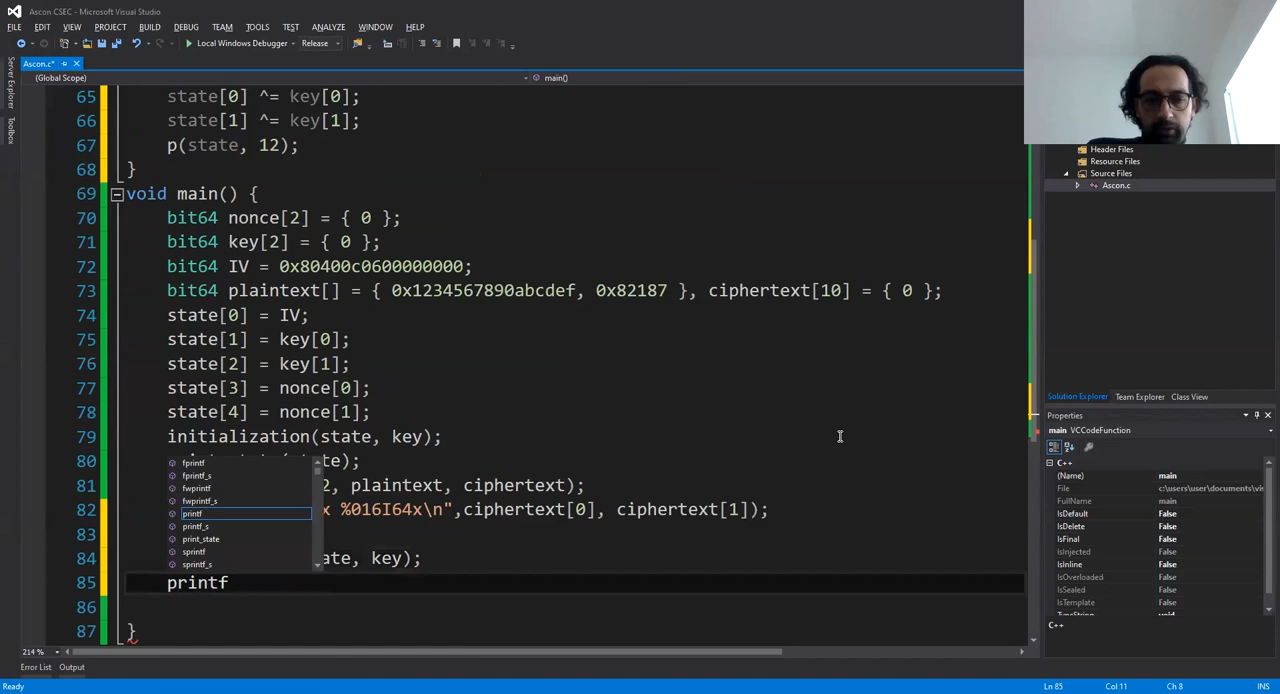 Ascon CSEC - Microsoft Visual Studio
FILE EDIT VIEW PROJECT BUILD DEBUG TEAM TOOLS TEST ANALYZE WINDOW HELP
Local Windows Debugger Release
Ascon.c*
(Global Scope) main()
Server Explorer
Toolbox
65 state[0] ^= key[0];
66 state[1] ^= key[1];
67 p(state, 12);
68 }
69 void main() {
70 bit64 nonce[2] = { 0 };
71 bit64 key[2] = { 0 };
72 bit64 IV = 0x80400c0600000000;
73 bit64 plaintext[] = { 0x1234567890abcdef, 0x82187 }, ciphertext[10] = { 0 };
74 state[0] = IV;
75 state[1] = key[0];
76 state[2] = key[1];
77 state[3] = nonce[0];
78 state[4] = nonce[1];
79 initialization(state, key);
80 te);
81 2, plaintext, ciphertext);
82 x %016I64x\n",ciphertext[0], ciphertext[1]);
84 ate, key);
85 printf
86
87 }
fprintf
fprintf_s
fwprintf
fwprintf_s
printf
printf_s
print_state
sprintf
sprintf_s
Header Files
Resource Files
Source Files
Ascon.c
Solution Explorer Team Explorer Class View
Properties
main VCCodeFunction
C++
(Name) main
File c:\users\user\documents\vis
FullName main
IsDefault False
IsDelete False
IsFinal False
IsInjected False
IsInline False
IsOverloaded False
IsSealed False
IsTemplate False
C++
214 %
Error List Output
Ready Ln 85 Col 11 Ch 8 INS